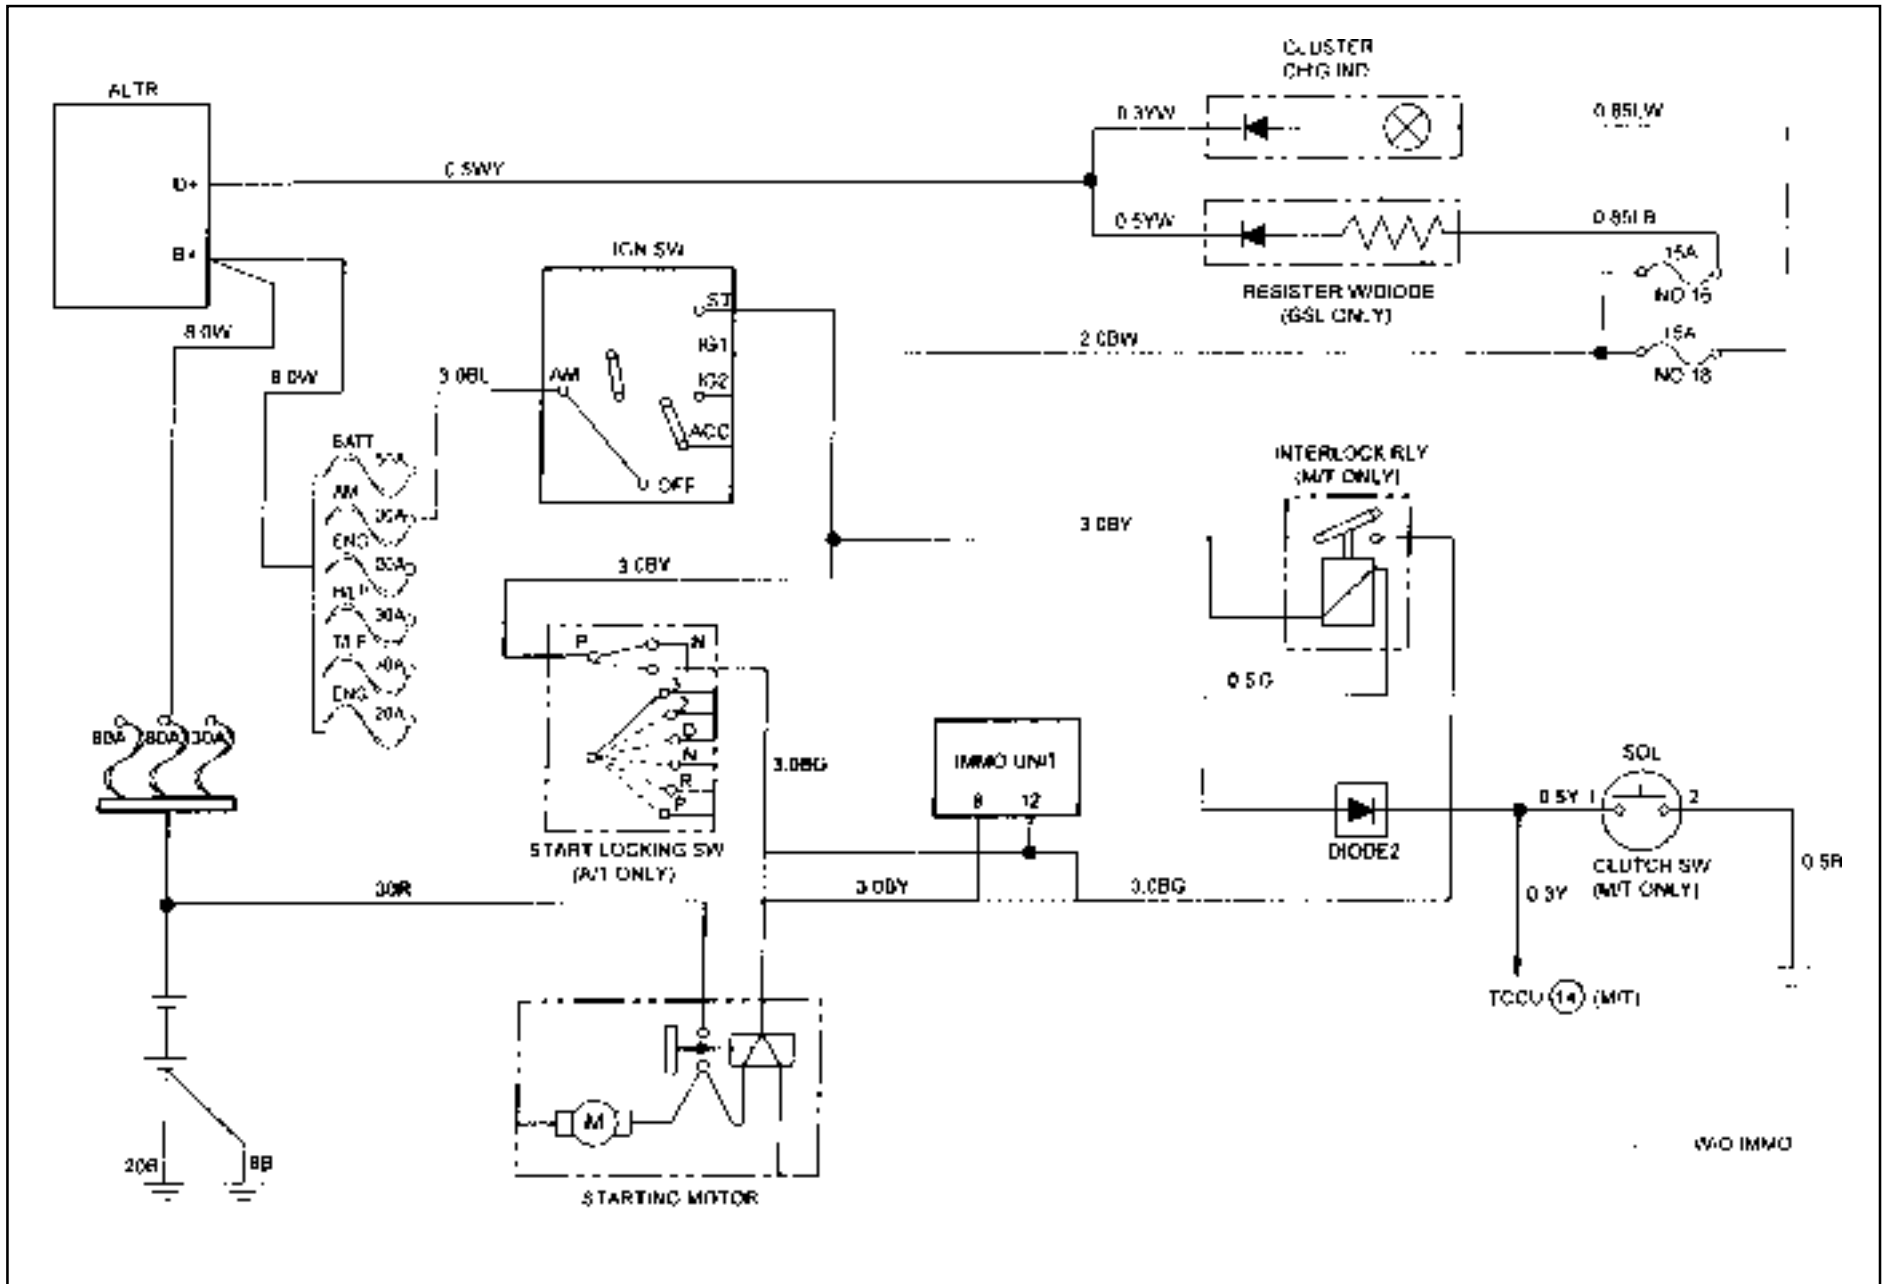 CLUSTER
CHG IND
ALTR
0.3YW
0.85LW
0.5WY
D+
0.5YW
0.85LB
IGN SW
B+
15A
ST
RESISTER W/DIODE
NO 15
(GSL ONLY)
8.0W
IG1
2.0BW
15A
8.0W
3.0BL
AM
IG2
NO 18
ACC
BATT
INTERLOCK RLY
(M/T ONLY)
OFF
AM
30A
3.0BY
ENG
3.0BY
30A
T/LP
P
N
0.5G
ENG
20A
3
2
80A
80A
30A
D
SOL
N
3.0BG
IMMO UNIT
R
8
12
0.5Y
1
2
P
START LOCKING SW
DIODE2
CLUTCH SW
(A/T ONLY)
0.5B
30R
3.0BY
3.0BG
0.3Y
(M/T ONLY)
TCCU 14 (M/T)
M
20B
8B
W/O IMMO
STARTING MOTOR